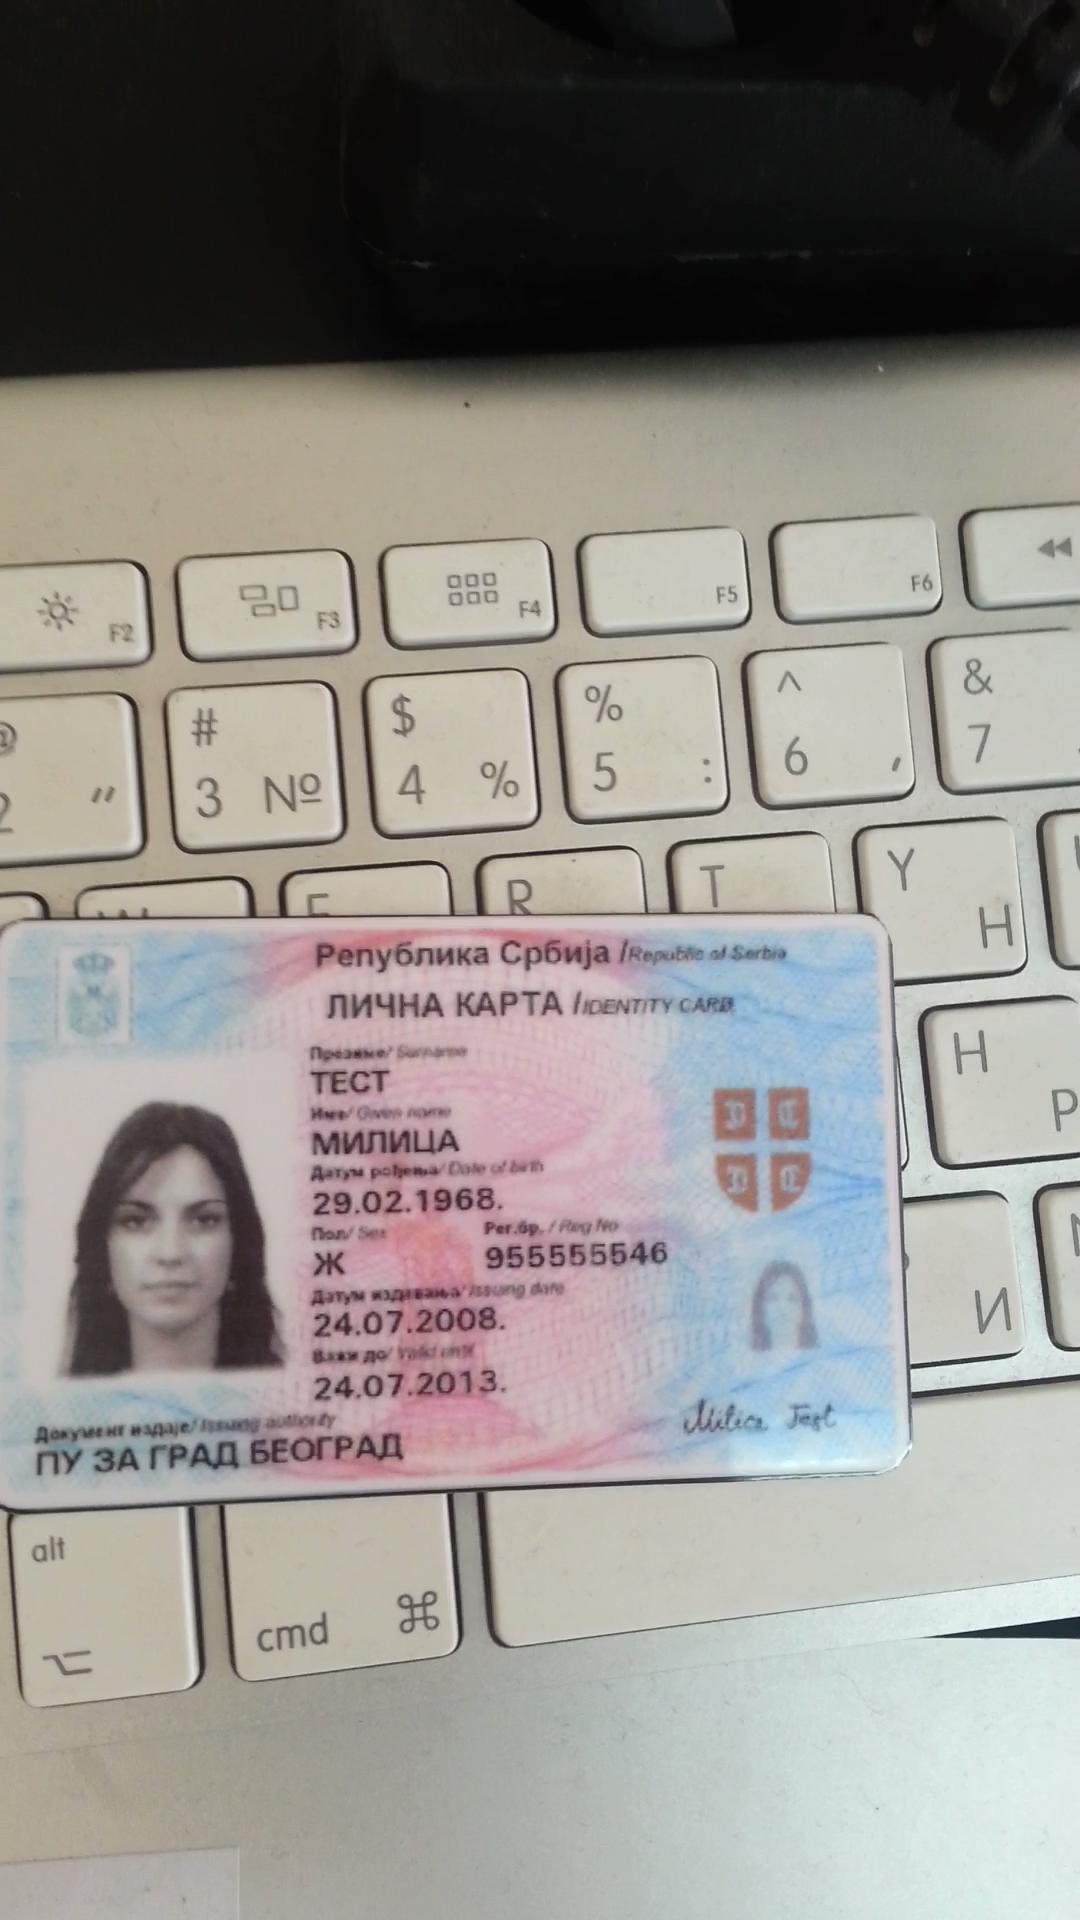 F2
F3
F4
F5
F6
@
2 "
#
3 №
$
4 %
%
5 :
^
6 ,
&
7
R
T
Y
Н
H
Р
И
Република Србија /Republic of Serbia
ЛИЧНА КАРТА /IDENTITY CARD
Презиме/ Surname
ТЕСТ
Име/ Given name
МИЛИЦА
Датум рођења/ Date of birth
29.02.1968.
Пол/ Sex
Рег.бр. / Reg No
Ж
955555546
Датум издавања/ Issuing date
24.07.2008.
Важи до/ Valid until
24.07.2013.
Документ издаје/ Issuing authority
ПУ ЗА ГРАД БЕОГРАД
Milica Test
alt
cmd ⌘